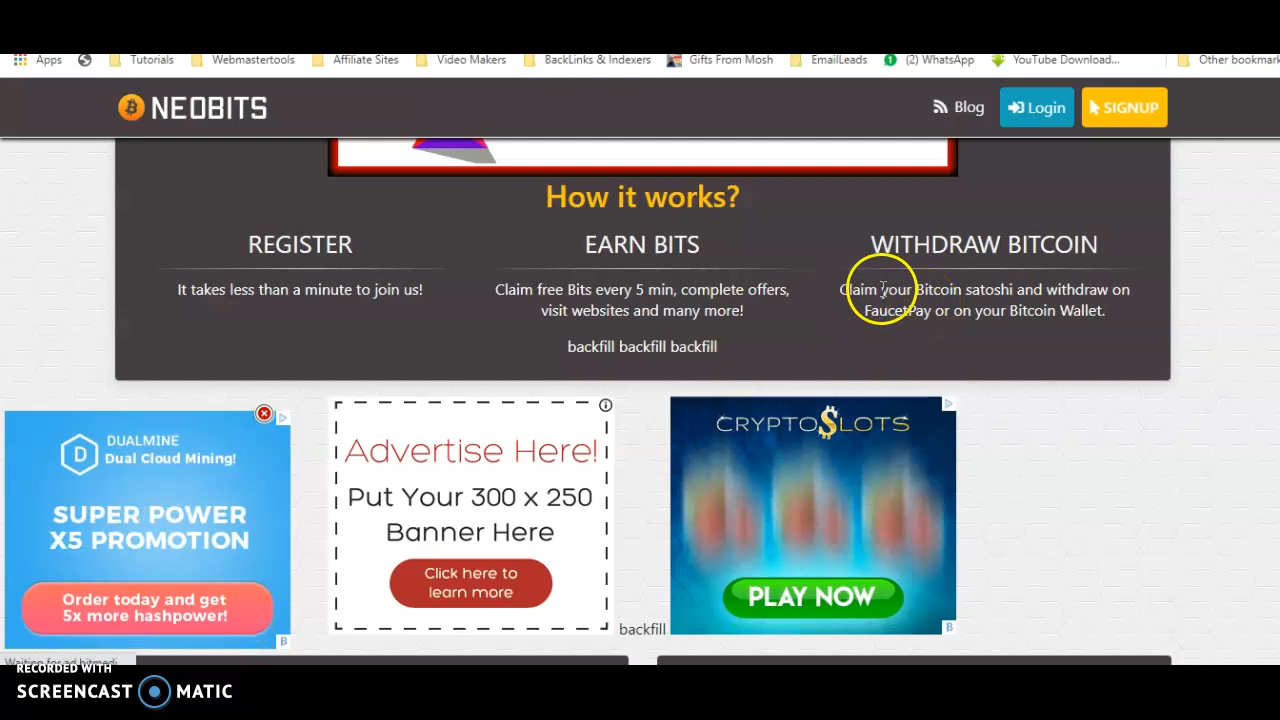 Apps Tutorials Webmastertools Affiliate Sites Video Makers BackLinks & Indexers Gifts From Mosh EmailLeads (2) WhatsApp YouTube Download... Other bookmar
NEOBITS Blog Login SIGNUP
How it works?
REGISTER
It takes less than a minute to join us!
EARN BITS
Claim free Bits every 5 min, complete offers,
visit websites and many more!
backfill backfill backfill
WITHDRAW BITCOIN
Claim your Bitcoin satoshi and withdraw on
FaucetPay or on your Bitcoin Wallet.
D DUALMINE
Dual Cloud Mining!
SUPER POWER
X5 PROMOTION
Order today and get
5x more hashpower!
B
Advertise Here!
Put Your 300 x 250
Banner Here
Click here to
learn more
backfill
CRYPTO$LOTS
PLAY NOW
B
Waiting for ad.bitmedi
RECORDED WITH
SCREENCAST MATIC